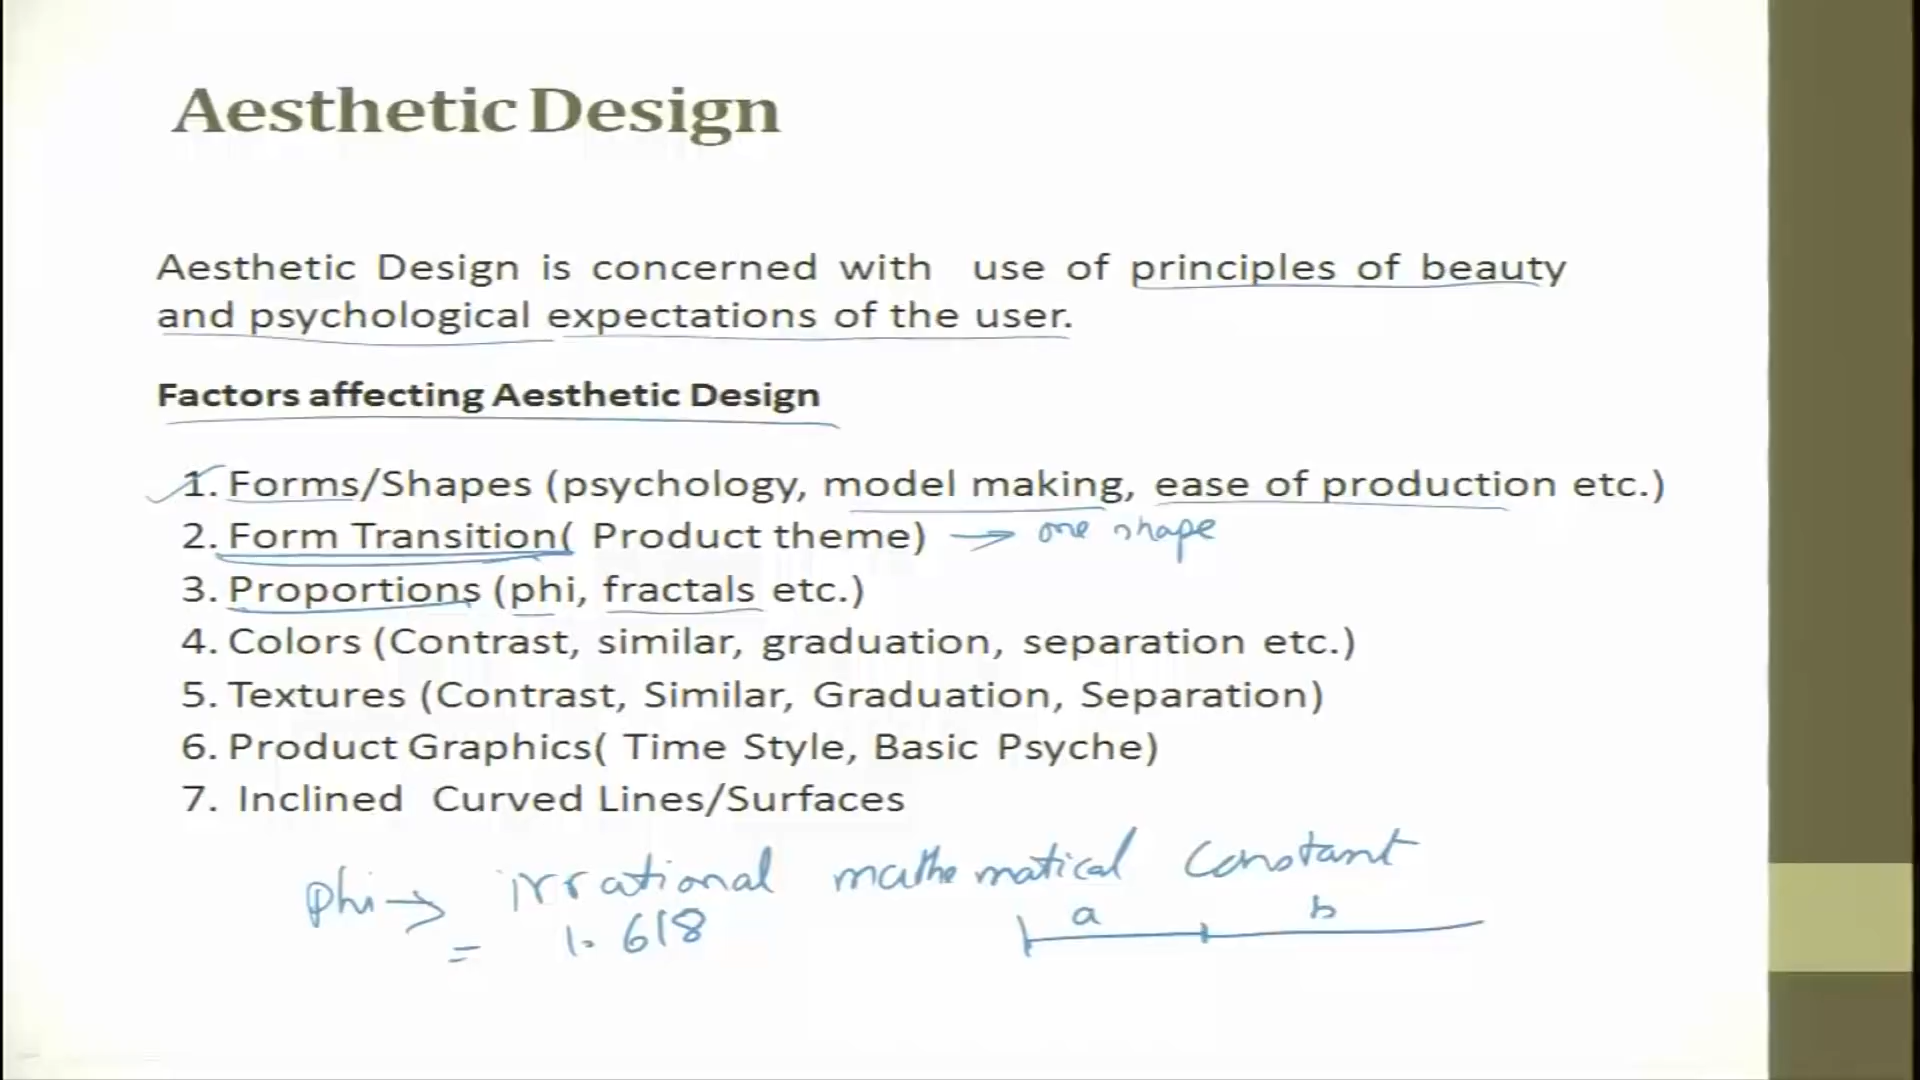 Aesthetic Design
Aesthetic Design is concerned with use of principles of beauty
and psychological expectations of the user.
Factors affecting Aesthetic Design
1. Forms/Shapes (psychology, model making, ease of production etc.)
2. Form Transition( Product theme) → one shape
3. Proportions (phi, fractals etc.)
4. Colors (Contrast, similar, graduation, separation etc.)
5. Textures (Contrast, Similar, Graduation, Separation)
6. Product Graphics( Time Style, Basic Psyche)
7. Inclined Curved Lines/Surfaces
phi → irrational mathematical constant
= 1.618
a b